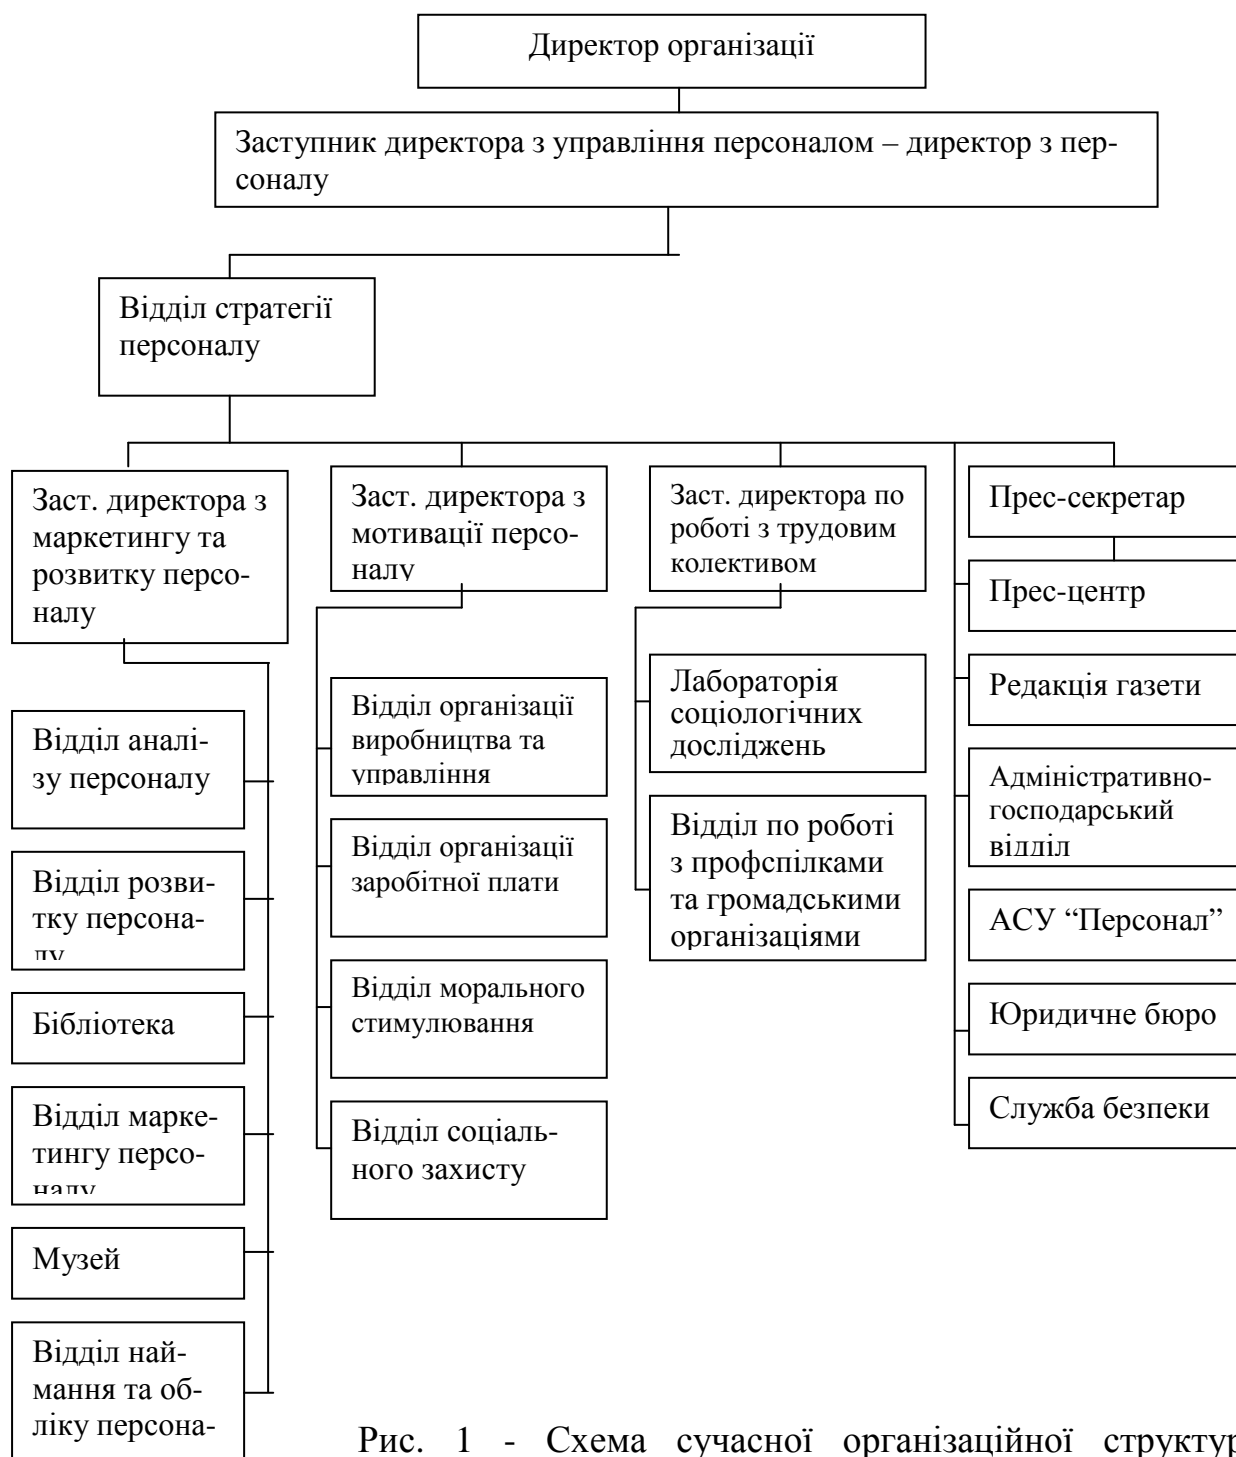 Директор організації
Заступник директора з управління персоналом – директор з пер-
соналу
Відділ стратегії
персоналу
Заст. директора з
маркетингу та
розвитку персо-
налу
Заст. директора з
мотивації персо-
налу
Заст. директора по
роботі з трудовим
колективом
Прес-секретар
Прес-центр
Редакція газети
Адміністративно-
господарський
відділ
АСУ “Персонал”
Юридичне бюро
Служба безпеки
Відділ аналі-
зу персоналу
Відділ розви-
тку персона-
лу
Бібліотека
Відділ марке-
тингу персо-
налу
Музей
Відділ най-
мання та об-
ліку персона-
Відділ організації
виробництва та
управління
Відділ організації
заробітної плати
Відділ морального
стимулювання
Відділ соціаль-
ного захисту
Лабораторія
соціологічних
досліджень
Відділ по роботі
з профспілками
та громадськими
організаціями
Рис. 1 - Схема сучасної організаційної структур